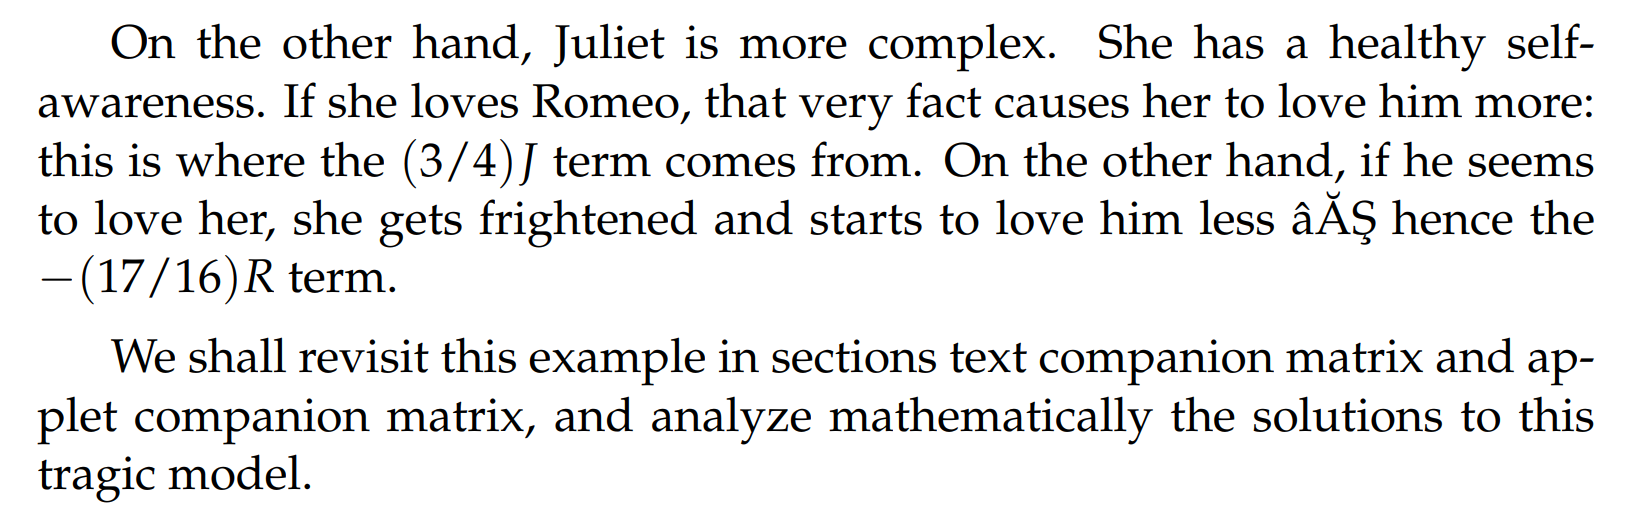 On the other hand, Juliet is more complex. She has a healthy self-
awareness. If she loves Romeo, that very fact causes her to love him more:
this is where the (3/4)J term comes from. On the other hand, if he seems
to love her, she gets frightened and starts to love him less âĂŞ hence the
−(17/16)R term.
We shall revisit this example in sections text companion matrix and ap-
plet companion matrix, and analyze mathematically the solutions to this
tragic model.